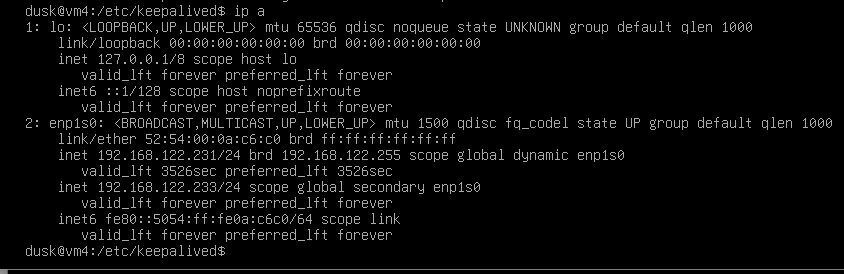 dusk@vm4:/etc/keepalived$ ip a
1: lo: <LOOPBACK,UP,LOWER_UP> mtu 65536 qdisc noqueue state UNKNOWN group default qlen 1000
link/loopback 00:00:00:00:00:00 brd 00:00:00:00:00:00
inet 127.0.0.1/8 scope host lo
valid_lft forever preferred_lft forever
inet6 ::1/128 scope host noprefixroute
valid_lft forever preferred_lft forever
2: enp1s0: <BROADCAST,MULTICAST,UP,LOWER_UP> mtu 1500 qdisc fq_codel state UP group default qlen 1000
link/ether 52:54:00:0a:c6:c0 brd ff:ff:ff:ff:ff:ff
inet 192.168.122.231/24 brd 192.168.122.255 scope global dynamic enp1s0
valid_lft 3526sec preferred_lft 3526sec
inet 192.168.122.233/24 scope global secondary enp1s0
valid_lft forever preferred_lft forever
inet6 fe80::5054:ff:fe0a:c6c0/64 scope link
valid_lft forever preferred_lft forever
dusk@vm4:/etc/keepalived$